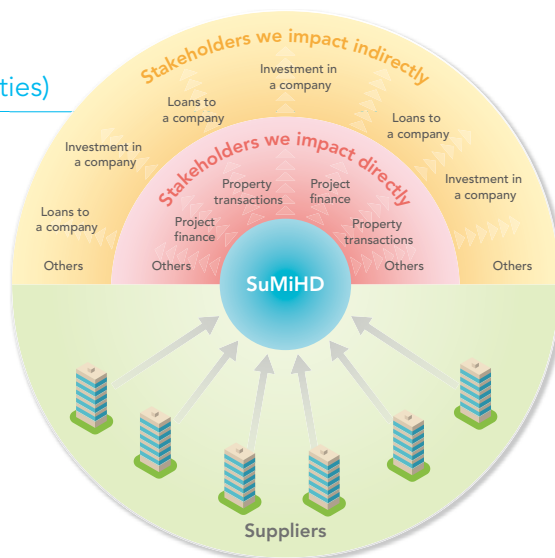 ties)
Stakeholders we impact indirectly
Investment in
a company
Loans to
a company
Loans to
a company
Investment in
a company
Investment in
a company
Loans to
a company
Others
Others
Stakeholders we impact directly
Property
transactions
Project
finance
Project
finance
Property
transactions
Others
Others
SuMiHD
Suppliers